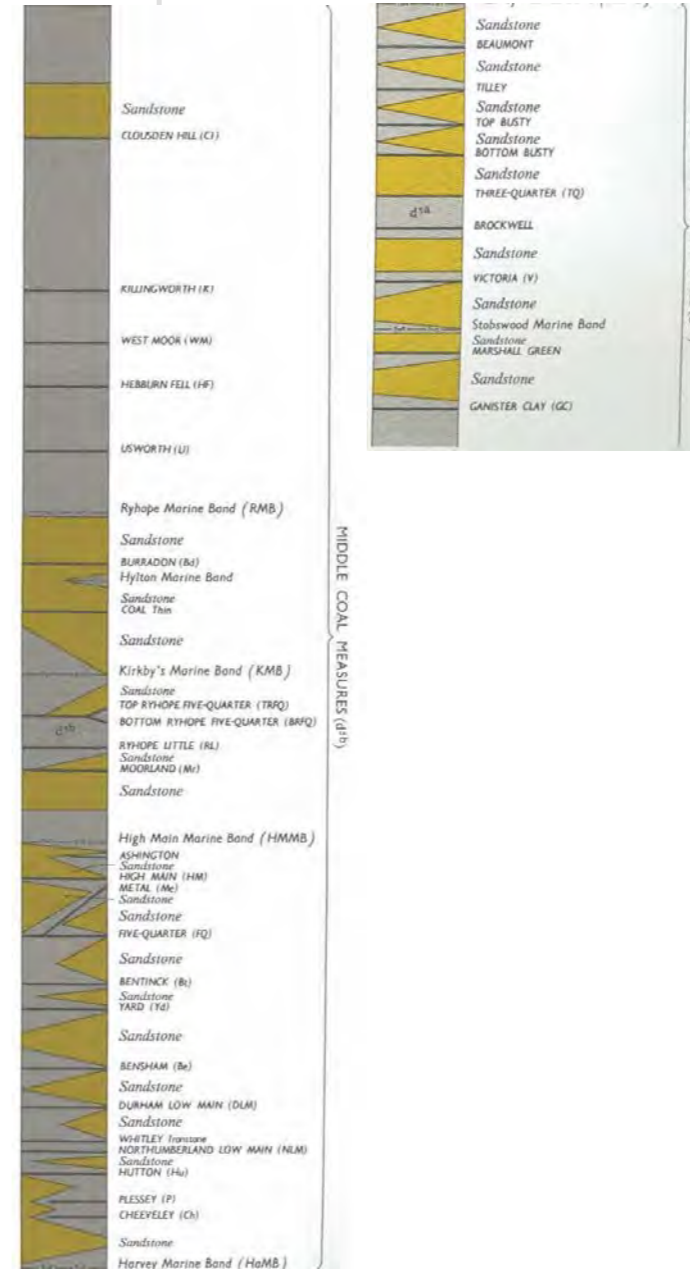 Sandstone
CLOUSDEN HILL (Cl)
KILLINGWORTH (K)
WEST MOOR (WM)
HEBBURN FELL (HF)
USWORTH (U)
Ryhope Marine Band (RMB)
Sandstone
BURRADON (Bd)
Hylton Marine Band
Sandstone
COAL Thin
Sandstone
Kirkby's Marine Band (KMB)
Sandstone
TOP RYHOPE FIVE-QUARTER (TRFQ)
BOTTOM RYHOPE FIVE-QUARTER (BRFQ)
d1b
RYHOPE LITTLE (RL)
Sandstone
MOORLAND (Mr)
Sandstone
High Main Marine Band (HMMB)
ASHINGTON
Sandstone
HIGH MAIN (HM)
METAL (Me)
Sandstone
Sandstone
FIVE-QUARTER (FQ)
Sandstone
BENTINCK (Bt)
Sandstone
YARD (Yd)
Sandstone
BENSHAM (Be)
Sandstone
DURHAM LOW MAIN (DLM)
Sandstone
WHITLEY Ironstone
NORTHUMBERLAND LOW MAIN (NLM)
Sandstone
HUTTON (Hu)
PLESSEY (P)
CHEEVELEY (Ch)
Sandstone
Harvey Marine Band (HaMB)
MIDDLE COAL MEASURES (d1b)
Sandstone
BEAUMONT
Sandstone
TILLEY
Sandstone
TOP BUSTY
Sandstone
BOTTOM BUSTY
Sandstone
THREE-QUARTER (TQ)
d1a
BROCKWELL
Sandstone
VICTORIA (V)
Sandstone
Stobswood Marine Band
Sandstone
MARSHALL GREEN
Sandstone
GANISTER CLAY (GC)